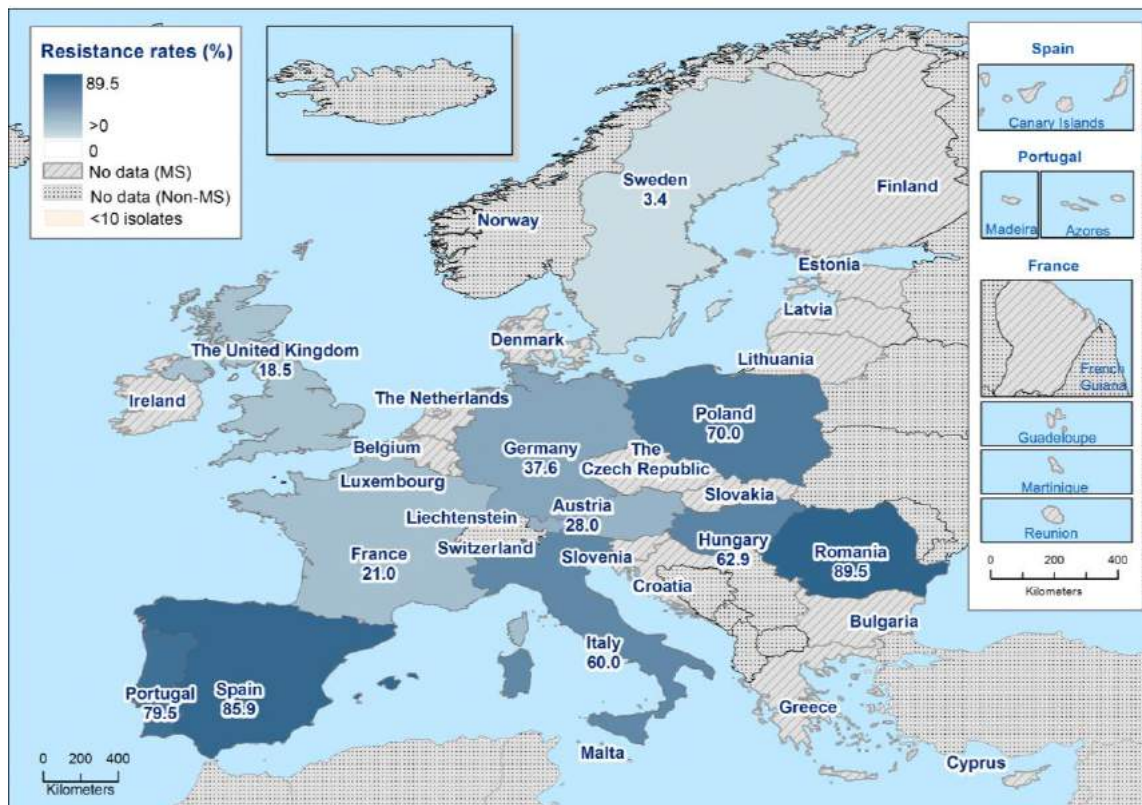 Resistance rates (%)
89.5
>0
0
No data (MS)
No data (Non-MS)
<10 isolates
Spain
Canary Islands
Portugal
Madeira
Azores
France
French
Guiana
Guadeloupe
Martinique
Reunion
0 200 400
Kilometers
Sweden
3.4
Finland
Norway
Estonia
Latvia
Denmark
Lithuania
The United Kingdom
18.5
Ireland
The Netherlands
Poland
70.0
Belgium
Germany
37.6
The
Czech Republic
Luxembourg
Slovakia
Austria
28.0
Liechtenstein
Switzerland
Slovenia
Hungary
62.9
Romania
89.5
France
21.0
Croatia
Bulgaria
Italy
60.0
Portugal
79.5
Spain
85.9
Greece
Malta
Cyprus
0 200 400
Kilometers